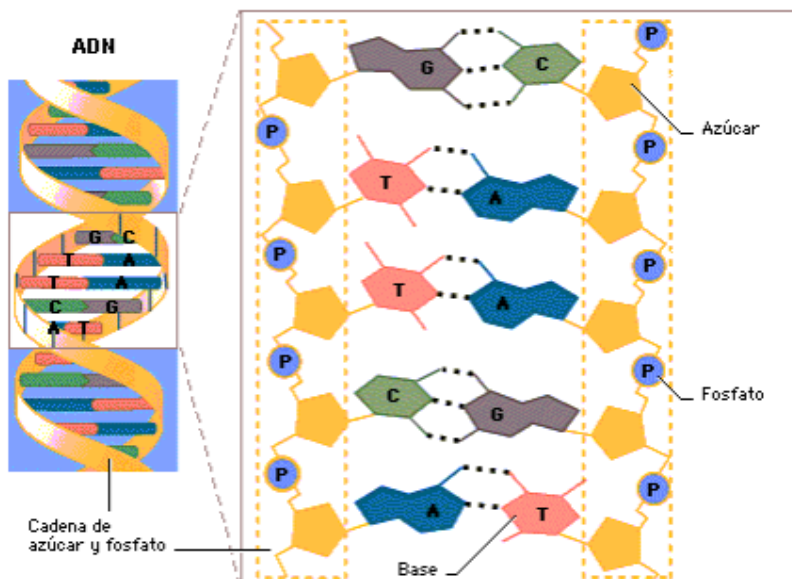 ADN
G C
T A
T A
C G
A T
Cadena de
azúcar y fosfato
P
G C
Azúcar
P P
T A
P P
T A
P P
Fosfato
C G
P P
A T
Base